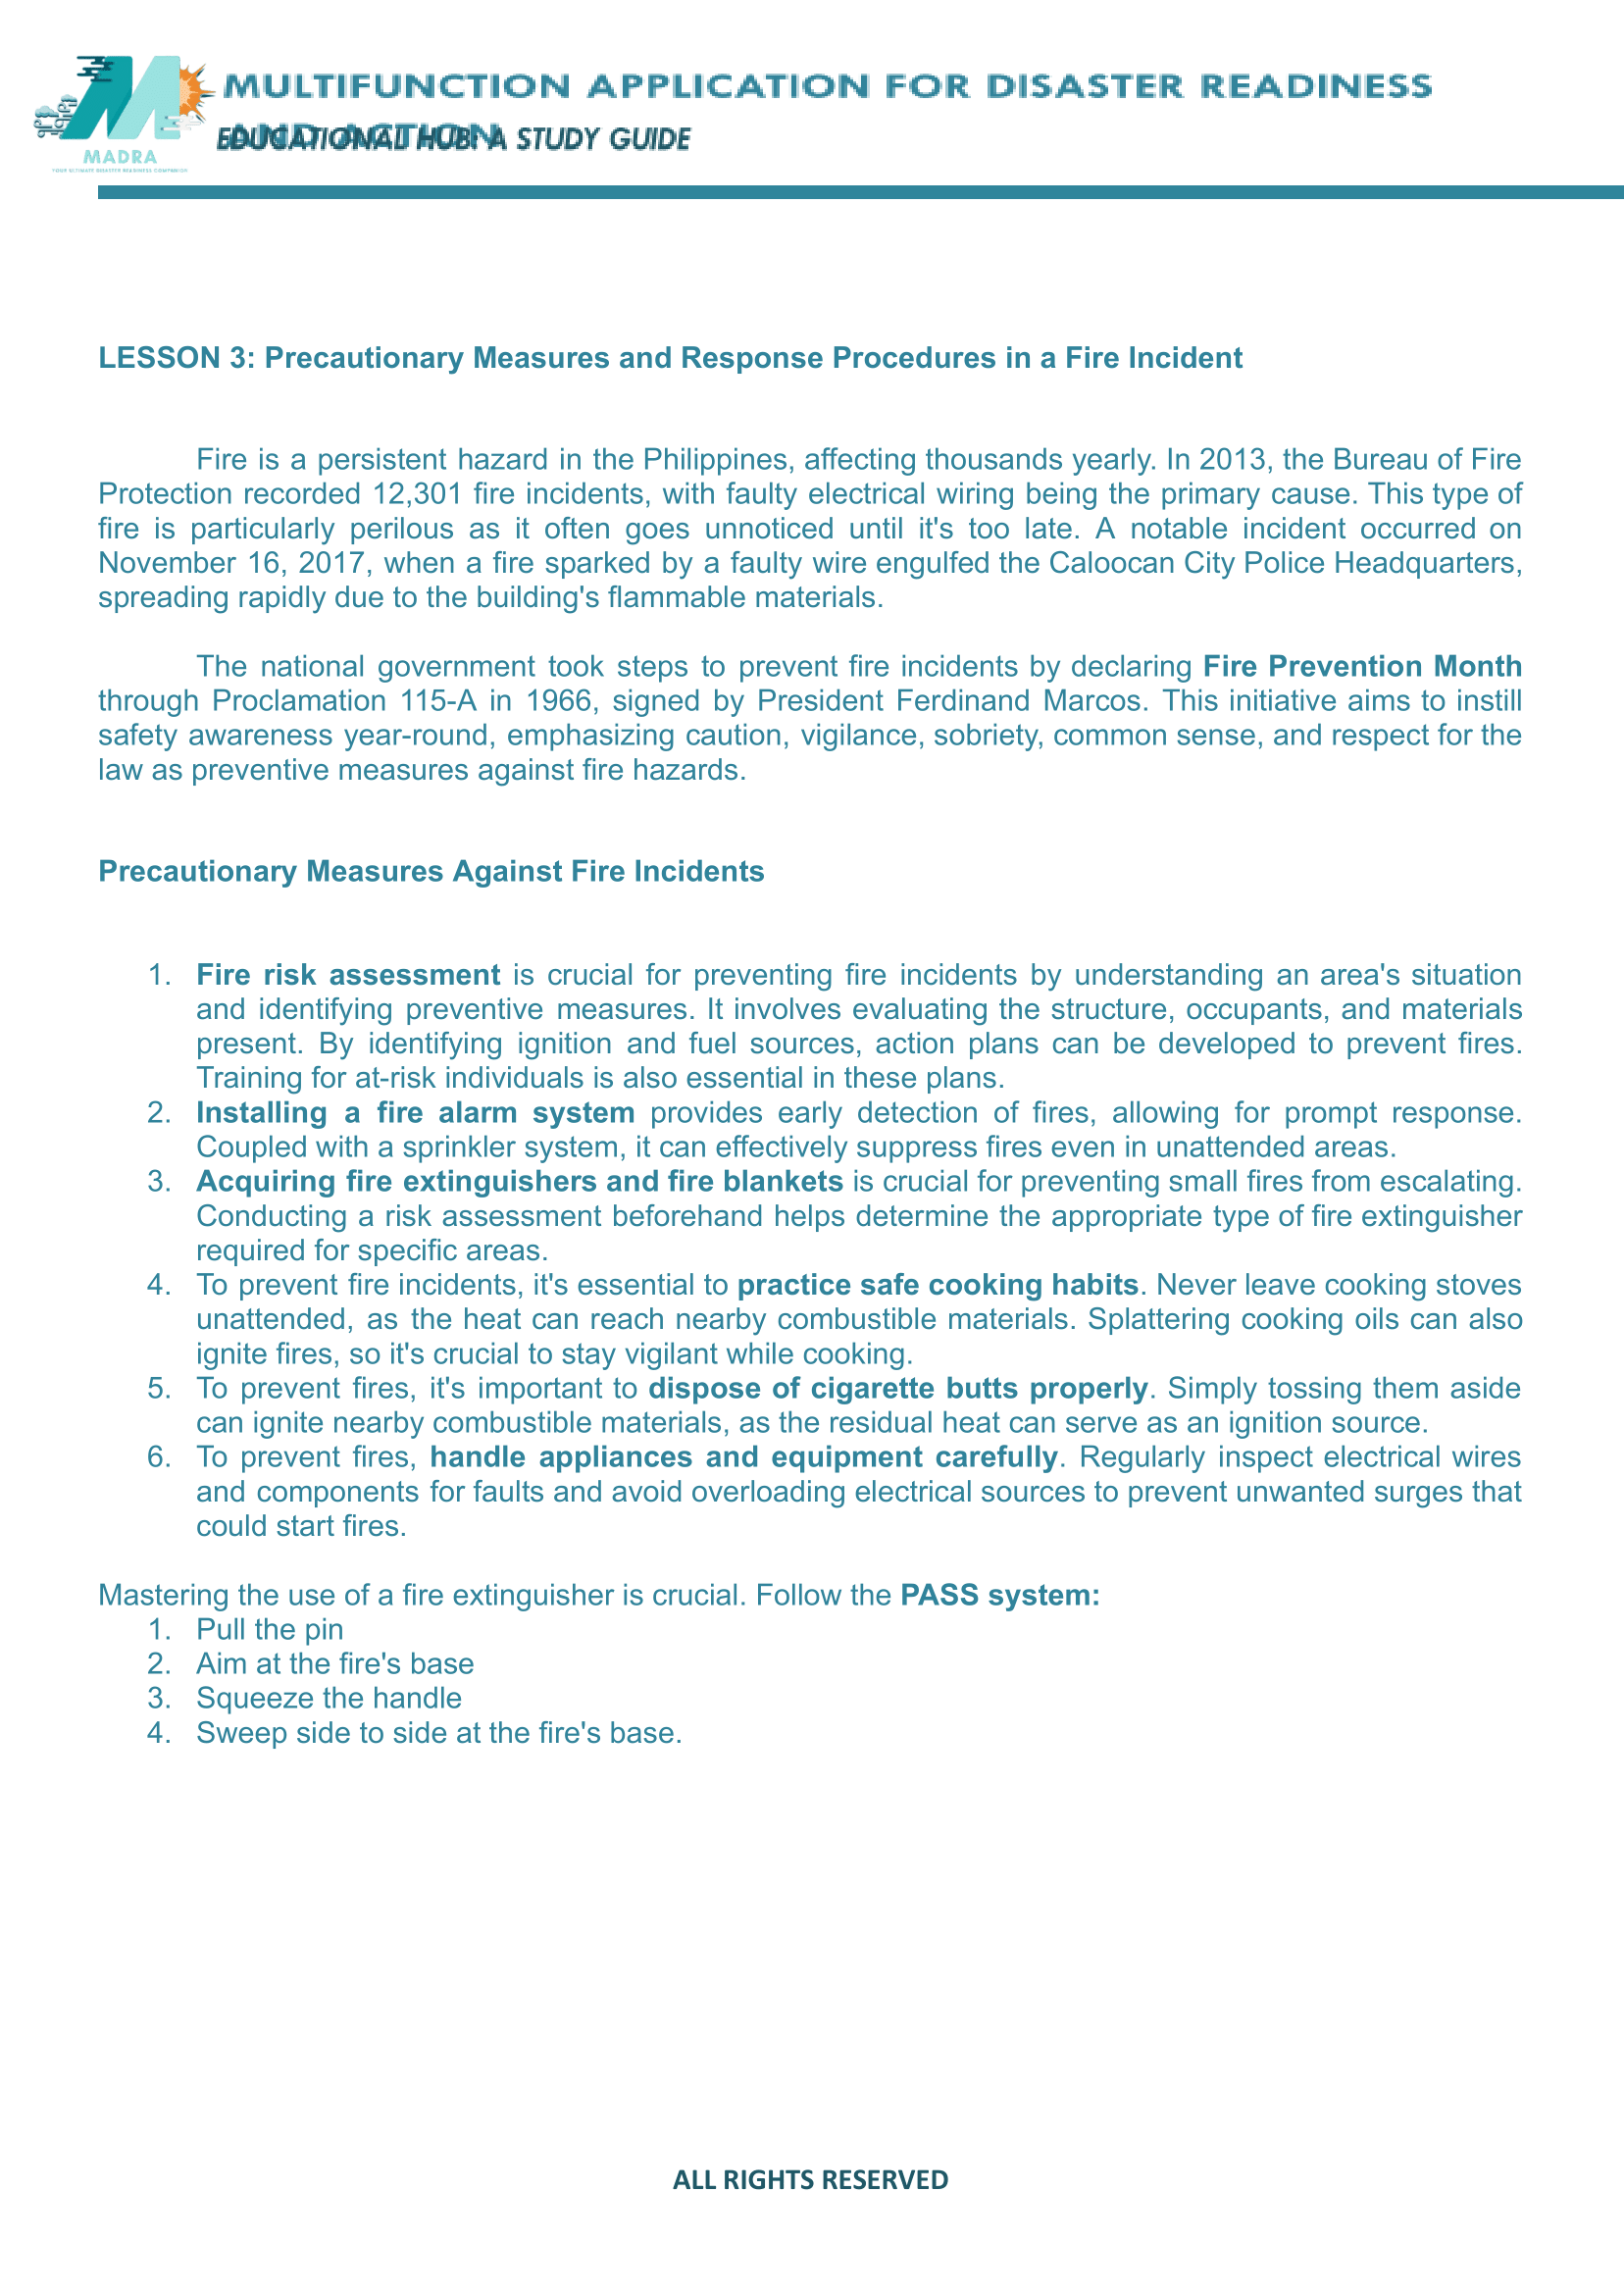 MULTIFUNCTION APPLICATION FOR DISASTER READINESS
AND ACTION
EDUCATIONAL HUB: A STUDY GUIDE
MADRA
YOUR ULTIMATE DISASTER READINESS COMPANION
LESSON 3: Precautionary Measures and Response Procedures in a Fire Incident
Fire is a persistent hazard in the Philippines, affecting thousands yearly. In 2013, the Bureau of Fire
Protection recorded 12,301 fire incidents, with faulty electrical wiring being the primary cause. This type of
fire is particularly perilous as it often goes unnoticed until it's too late. A notable incident occurred on
November 16, 2017, when a fire sparked by a faulty wire engulfed the Caloocan City Police Headquarters,
spreading rapidly due to the building's flammable materials.
The national government took steps to prevent fire incidents by declaring Fire Prevention Month
through Proclamation 115-A in 1966, signed by President Ferdinand Marcos. This initiative aims to instill
safety awareness year-round, emphasizing caution, vigilance, sobriety, common sense, and respect for the
law as preventive measures against fire hazards.
Precautionary Measures Against Fire Incidents
1. Fire risk assessment is crucial for preventing fire incidents by understanding an area's situation
and identifying preventive measures. It involves evaluating the structure, occupants, and materials
present. By identifying ignition and fuel sources, action plans can be developed to prevent fires.
Training for at-risk individuals is also essential in these plans.
2. Installing a fire alarm system provides early detection of fires, allowing for prompt response.
Coupled with a sprinkler system, it can effectively suppress fires even in unattended areas.
3. Acquiring fire extinguishers and fire blankets is crucial for preventing small fires from escalating.
Conducting a risk assessment beforehand helps determine the appropriate type of fire extinguisher
required for specific areas.
4. To prevent fire incidents, it's essential to practice safe cooking habits. Never leave cooking stoves
unattended, as the heat can reach nearby combustible materials. Splattering cooking oils can also
ignite fires, so it's crucial to stay vigilant while cooking.
5. To prevent fires, it's important to dispose of cigarette butts properly. Simply tossing them aside
can ignite nearby combustible materials, as the residual heat can serve as an ignition source.
6. To prevent fires, handle appliances and equipment carefully. Regularly inspect electrical wires
and components for faults and avoid overloading electrical sources to prevent unwanted surges that
could start fires.
Mastering the use of a fire extinguisher is crucial. Follow the PASS system:
1. Pull the pin
2. Aim at the fire's base
3. Squeeze the handle
4. Sweep side to side at the fire's base.
ALL RIGHTS RESERVED